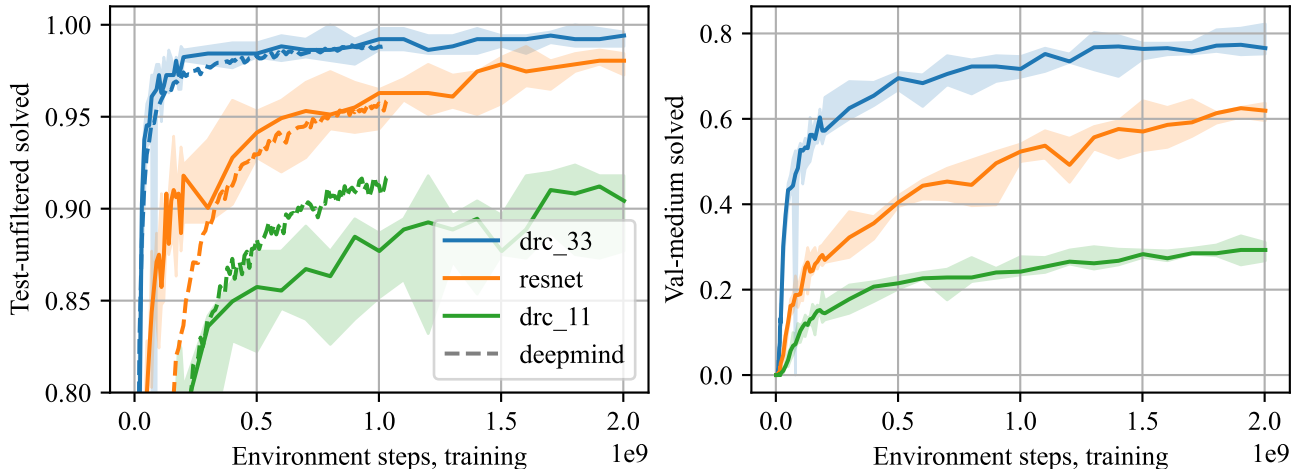 Test-unfiltered solved
1.00
0.95
0.90
0.85
0.80
0.0
0.5
1.0
1.5
2.0
1e9
Environment steps, training
drc_33
resnet
drc_11
deepmind
Val-medium solved
0.8
0.6
0.4
0.2
0.0
0.0
0.5
1.0
1.5
2.0
1e9
Environment steps, training